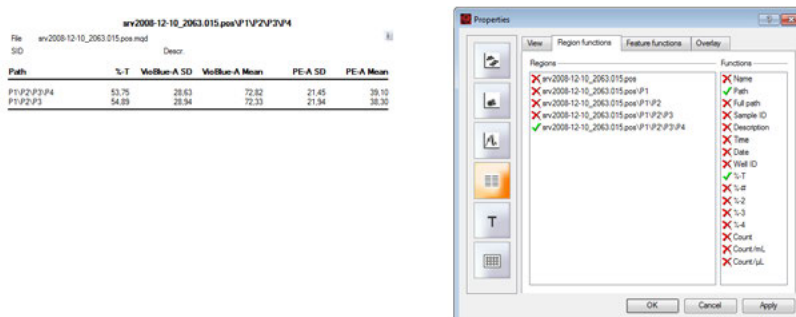 srv2008-12-10_2063.015.pos\P1\P2\P3\P4
File srv2008-12-10_2063.015.pos.mqd
SID Descr.
Path %-T VioBlue-A SD VioBlue-A Mean PE-A SD PE-A Mean
P1\P2\P3\P4 53,75 28,63 72,82 21,45 39,10
P1\P2\P3 54,89 28,94 72,33 21,94 38,30
Properties
View Region functions Feature functions Overlay
Regions
srv2008-12-10_2063.015.pos
srv2008-12-10_2063.015.pos\P1
srv2008-12-10_2063.015.pos\P1\P2
srv2008-12-10_2063.015.pos\P1\P2\P3
srv2008-12-10_2063.015.pos\P1\P2\P3\P4
Functions
Name
Path
Full path
Sample ID
Description
Time
Date
Well ID
%-T
%-#
%-2
%-3
%-4
Count
Count/mL
Count/µL
T
OK Cancel Apply